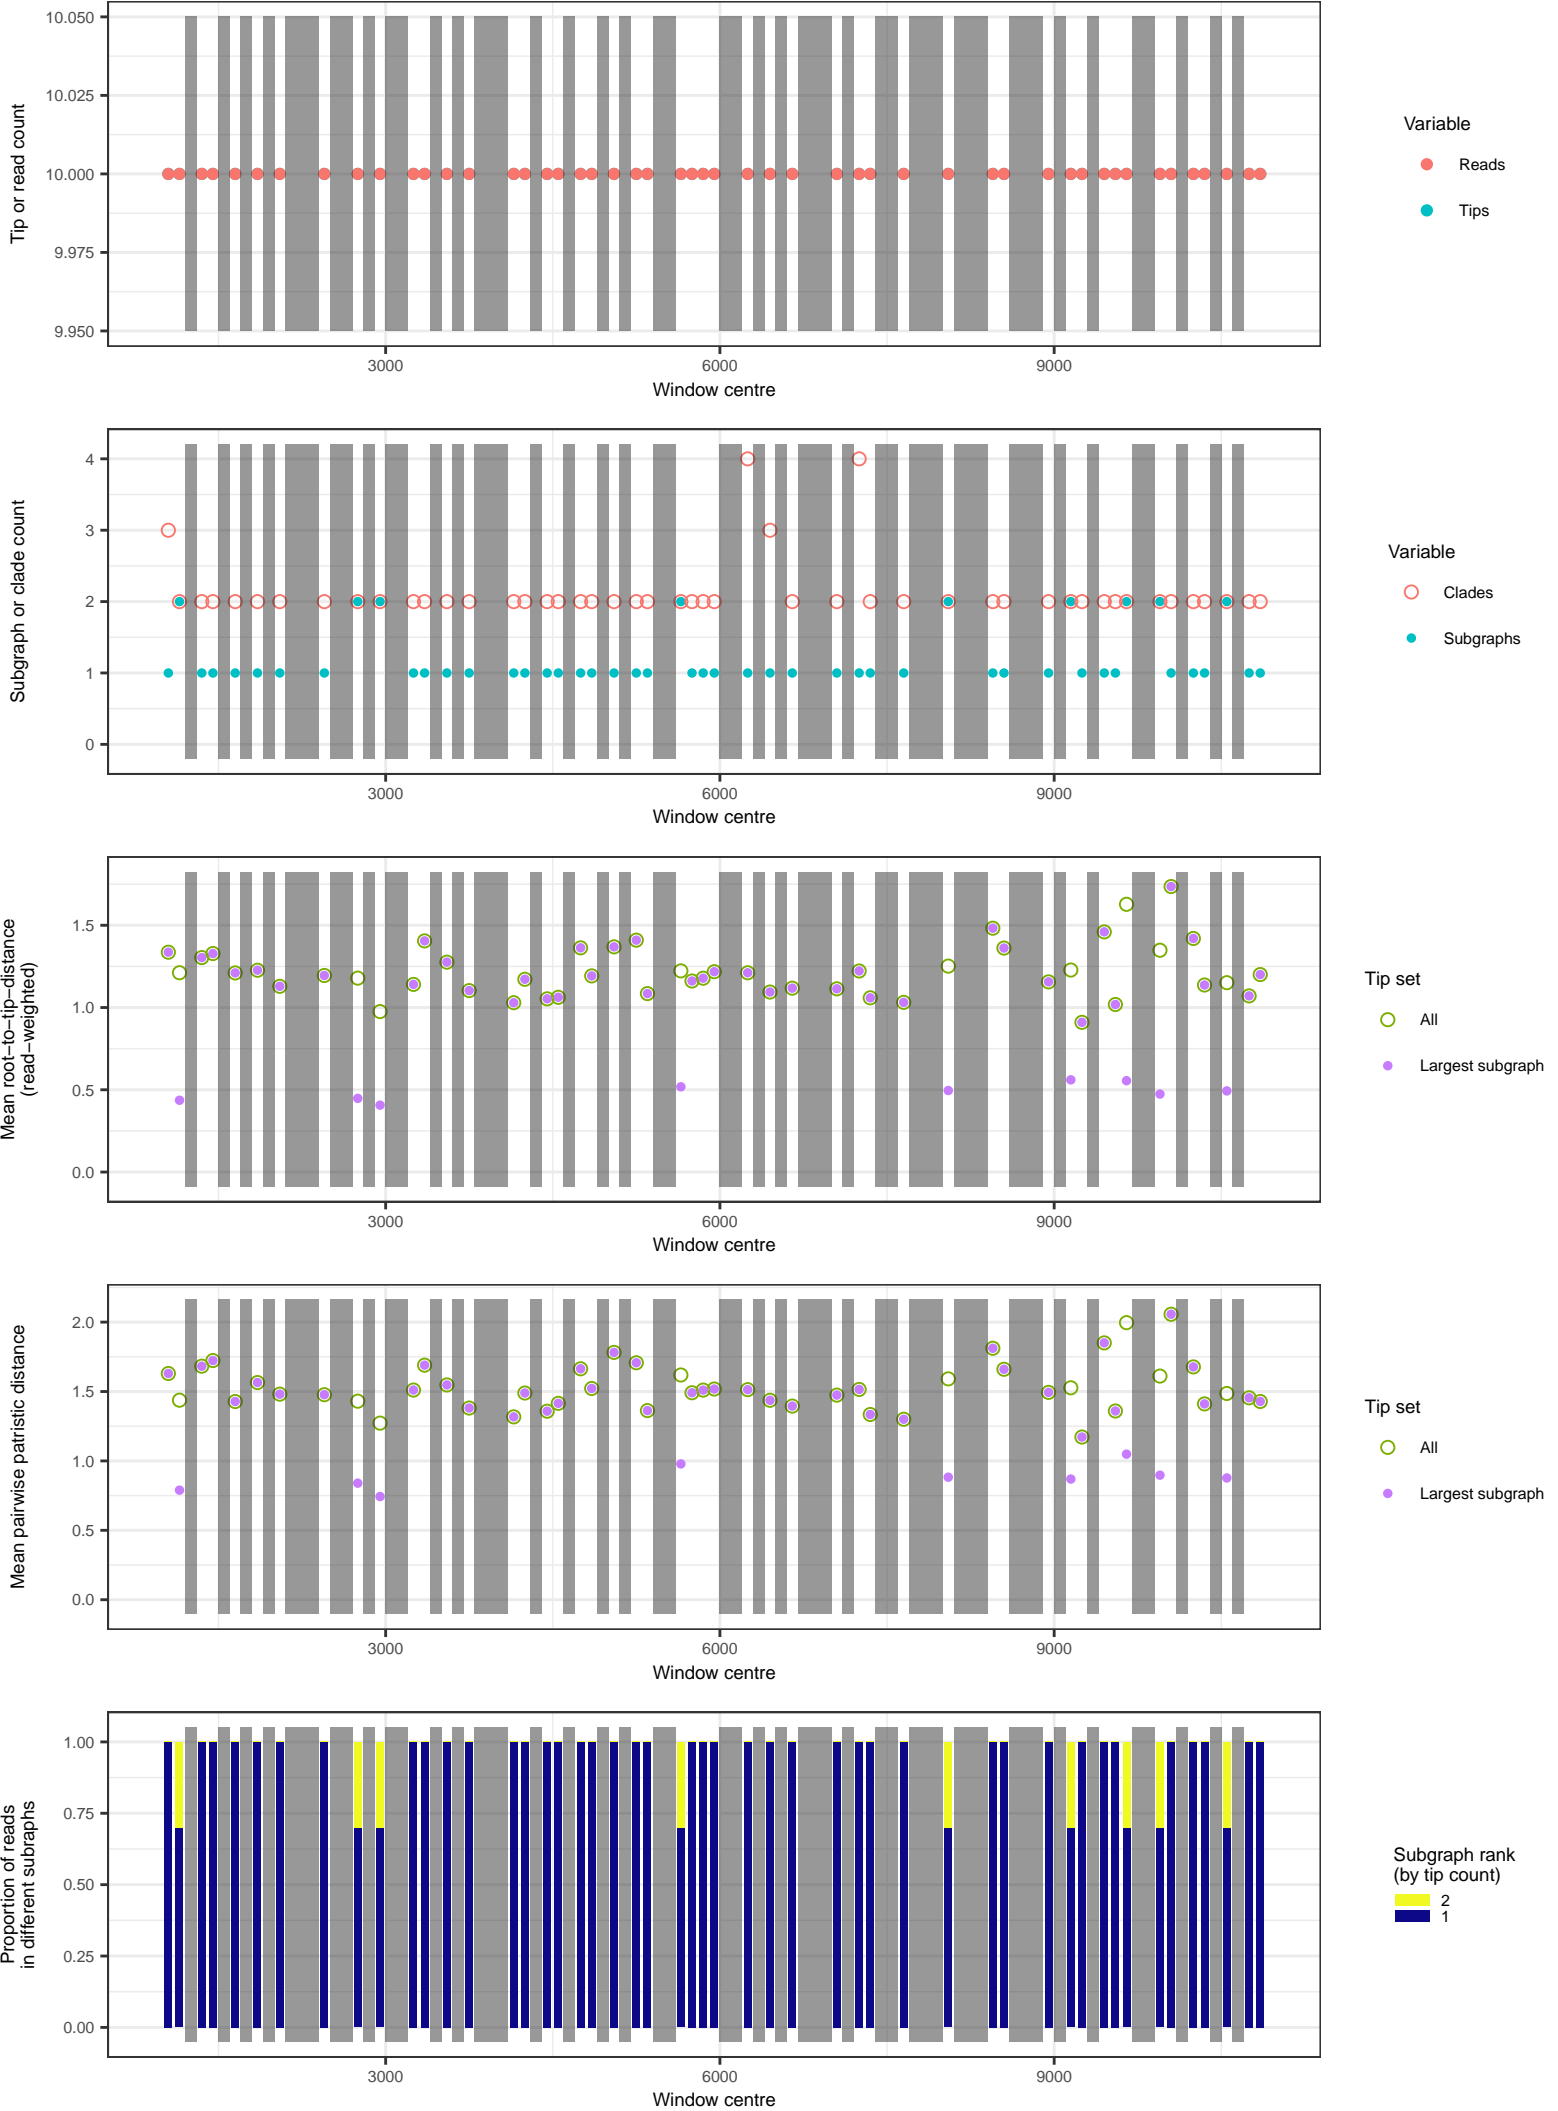 10.050
10.025
10.000
9.975
9.950
Tip or read count
3000
6000
9000
Window centre
Variable
Reads
Tips
4
3
2
1
0
Subgraph or clade count
3000
6000
9000
Window centre
Variable
Clades
Subgraphs
1.5
1.0
0.5
0.0
Mean root−to−tip−distance
(read−weighted)
3000
6000
9000
Window centre
Tip set
All
Largest subgraph
2.0
1.5
1.0
0.5
0.0
Mean pairwise patristic distance
3000
6000
9000
Window centre
Tip set
All
Largest subgraph
1.00
0.75
0.50
0.25
0.00
Proportion of reads
in different subraphs
3000
6000
9000
Window centre
Subgraph rank
(by tip count)
2
1